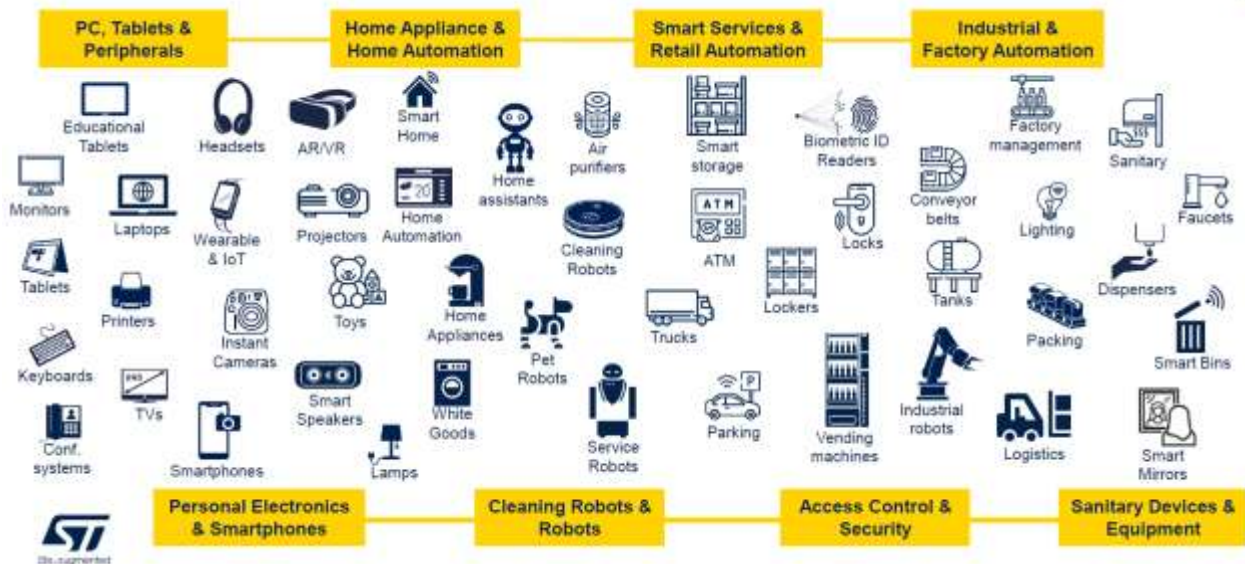 PC, Tablets &
Peripherals
Home Appliance &
Home Automation
Smart Services &
Retail Automation
Industrial &
Factory Automation
Educational
Tablets
Headsets
AR/VR
Smart
Home
Home
assistants
Air
purifiers
Smart
storage
Biometric ID
Readers
Factory
management
Sanitary
Monitors
Laptops
Wearable
& IoT
Projectors
Home
Automation
Cleaning
Robots
ATM
ATM
Locks
Conveyor
belts
Lighting
Faucets
Tablets
Printers
Instant
Cameras
Toys
Home
Appliances
Pet
Robots
Trucks
Lockers
Tanks
Packing
Dispensers
Smart Bins
Keyboards
TVs
Smart
Speakers
White
Goods
Service
Robots
P
Parking
Vending
machines
Industrial
robots
Logistics
Smart
Mirrors
Conf.
systems
Smartphones
Lamps
Personal Electronics
& Smartphones
Cleaning Robots &
Robots
Access Control &
Security
Sanitary Devices &
Equipment
ST
augmented